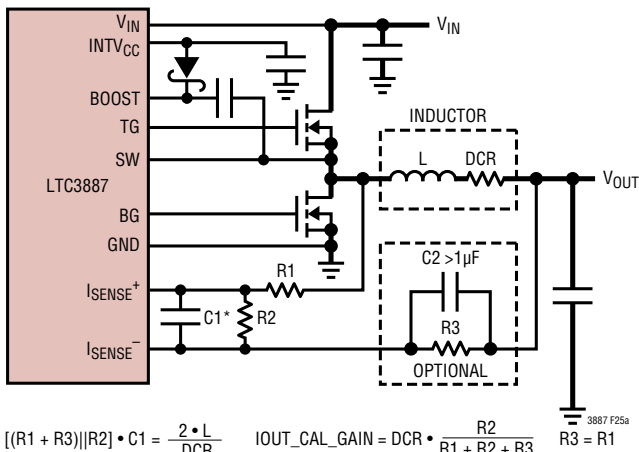 VIN
VIN
INTVCC
BOOST
INDUCTOR
TG
L DCR
SW
VOUT
LTC3887
BG
C2 >1µF
GND
R1
ISENSE+
C1* R2
R3
ISENSE–
OPTIONAL
3887 F25a
[(R1 + R3)||R2] • C1 = 2 • L / DCR IOUT_CAL_GAIN = DCR • R2 / R1 + R2 + R3 R3 = R1